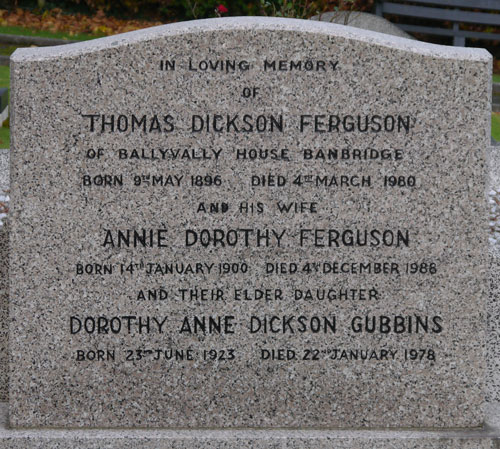 IN LOVING MEMORY
OF
THOMAS DICKSON FERGUSON
OF BALLYVALLY HOUSE BANBRIDGE
BORN 9TH MAY 1896 DIED 4TH MARCH 1980
AND HIS WIFE
ANNIE DOROTHY FERGUSON
BORN 14TH JANUARY 1900 DIED 4TH DECEMBER 1988
AND THEIR ELDER DAUGHTER
DOROTHY ANNE DICKSON GUBBINS
BORN 23RD JUNE 1923 DIED 22ND JANUARY 1978